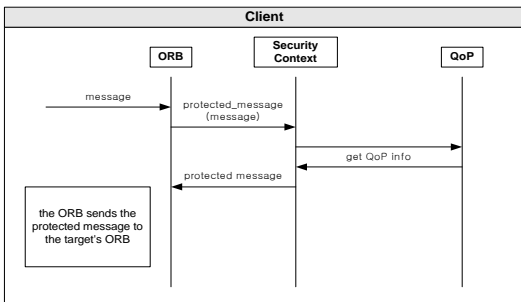 Client
ORB
Security
Context
QoP
message
protected_message
(message)
get QoP info
protected message
the ORB sends the
protected message to
the target's ORB